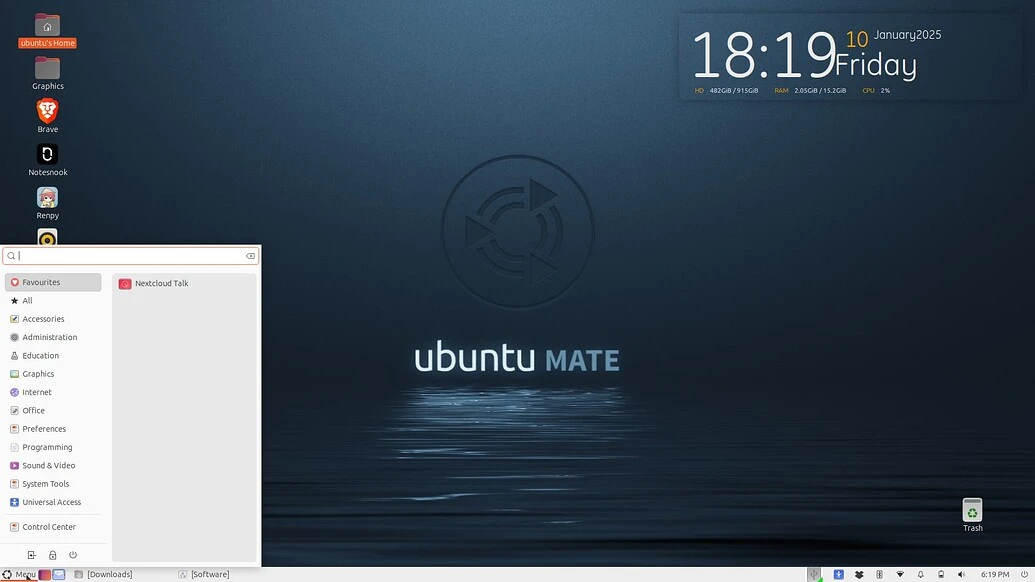 ubuntu's Home
Graphics
Brave
Notesnook
Renpy
18:19
10
January2025
Friday
HD 482GiB / 915GiB RAM 2.05GiB / 15.2GiB CPU 2%
Favourites
All
Accessories
Administration
Education
Graphics
Internet
Office
Preferences
Programming
Sound & Video
System Tools
Universal Access
Control Center
Nextcloud Talk
ubuntu MATE
Trash
Menu
[Downloads]
[Software]
6:19 PM